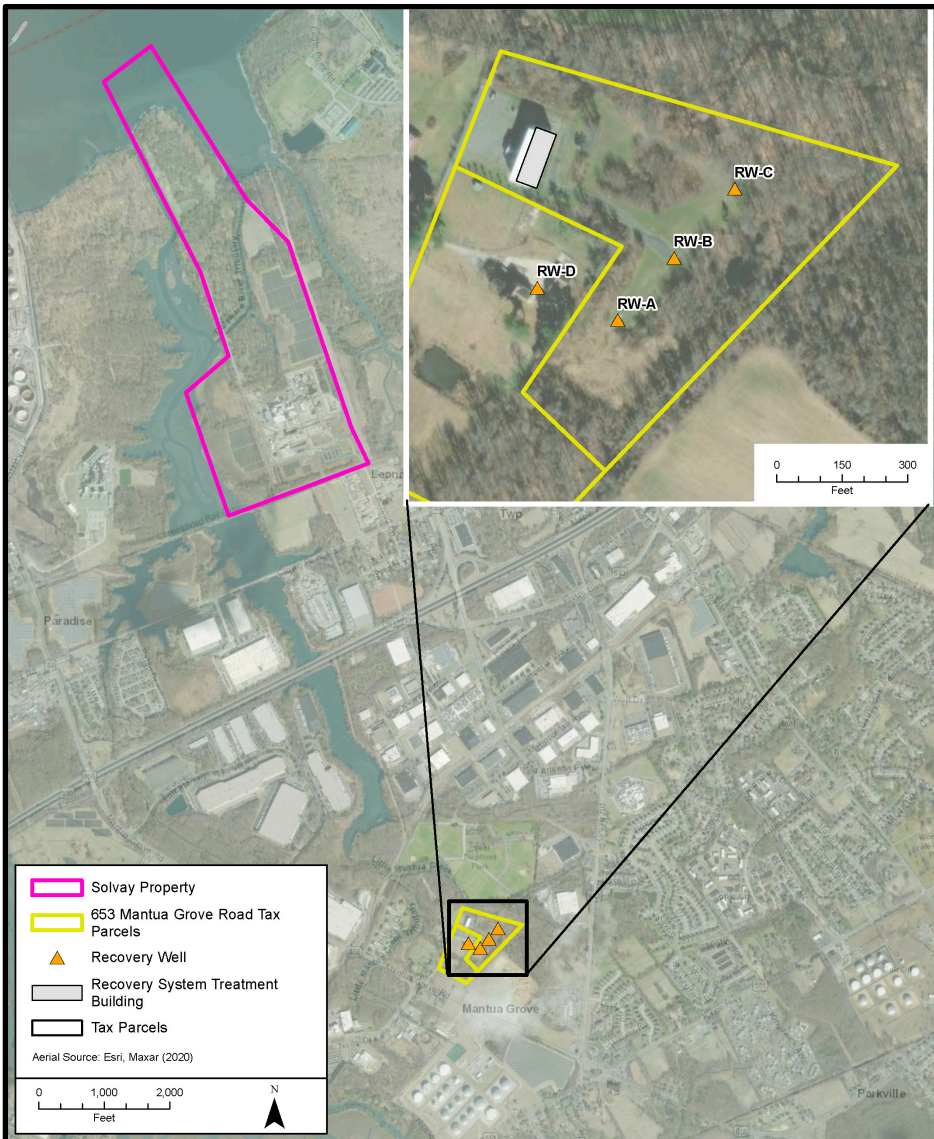 RW-C
RW-B
RW-D
RW-A
0 150 300
Feet
Paradise
Mantua Grove
Parkville
Solvay Property
653 Mantua Grove Road Tax
Parcels
Recovery Well
Recovery System Treatment
Building
Tax Parcels
Aerial Source: Esri, Maxar (2020)
0 1,000 2,000
Feet
N